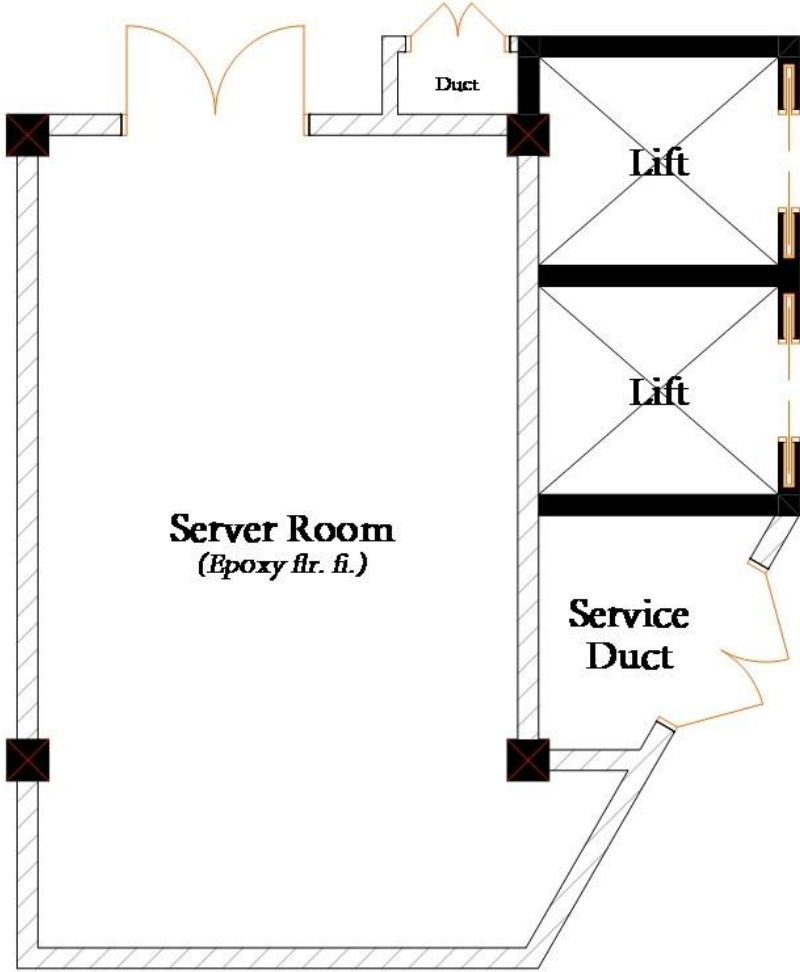 Duct
Lift
Lift
Server Room
(Epoxy flr. fi.)
Service
Duct